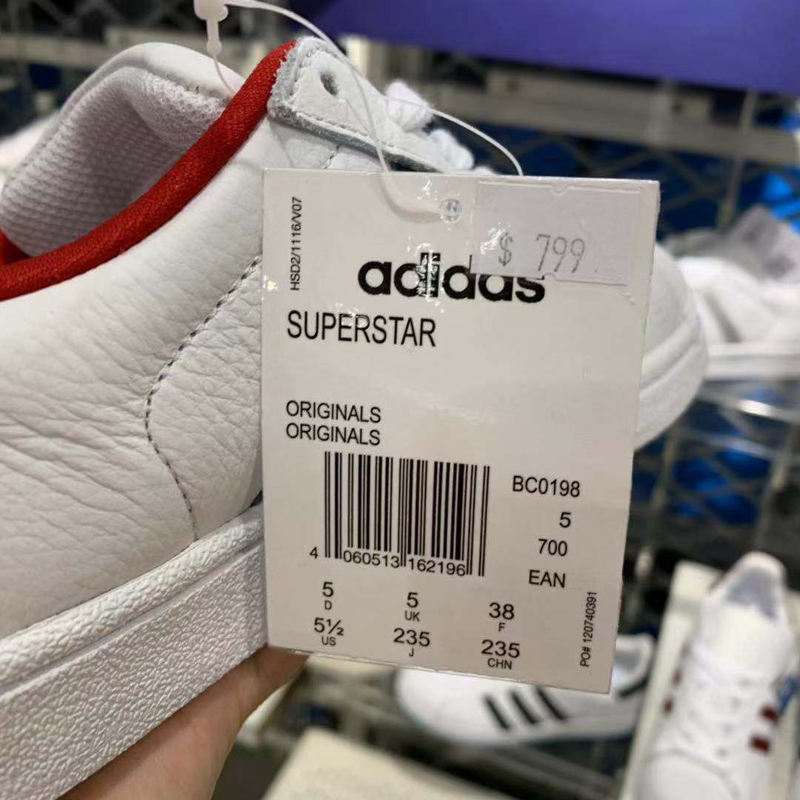 HSD2/1116/V07
®
$ 799
adidas
SUPERSTAR
ORIGINALS
ORIGINALS
BC0198
5
700
EAN
4 060513 162196
5 5 38
D UK F
5½ 235 235
US J CHN
PO# 120740391